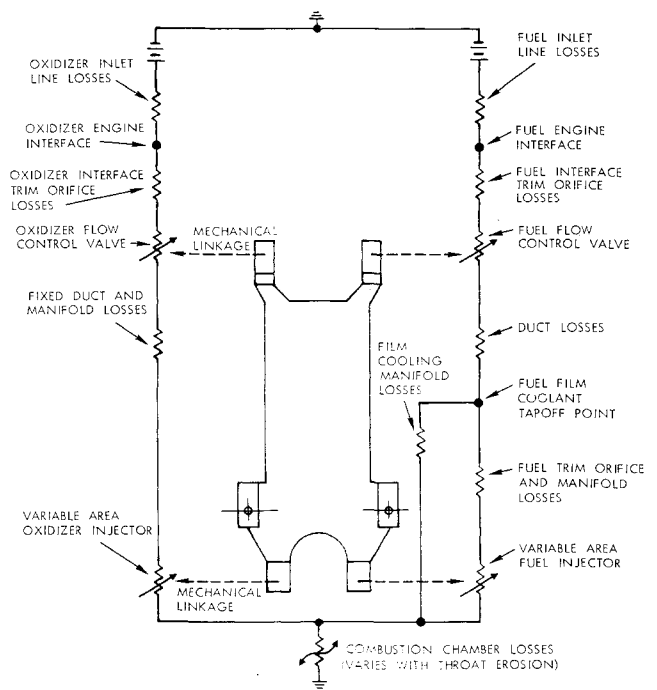 OXIDIZER INLET
LINE LOSSES
FUEL INLET
LINE LOSSES
OXIDIZER ENGINE
INTERFACE
FUEL ENGINE
INTERFACE
OXIDIZER INTERFACE
TRIM ORIFICE
LOSSES
FUEL INTERFACE
TRIM ORIFICE
LOSSES
OXIDIZER FLOW
CONTROL VALVE
MECHANICAL
LINKAGE
FUEL FLOW
CONTROL VALVE
FIXED DUCT AND
MANIFOLD LOSSES
DUCT LOSSES
FILM
COOLING
MANIFOLD
LOSSES
FUEL FILM
COOLANT
TAPOFF POINT
FUEL TRIM ORIFICE
AND MANIFOLD
LOSSES
VARIABLE AREA
OXIDIZER INJECTOR
VARIABLE AREA
FUEL INJECTOR
MECHANICAL
LINKAGE
COMBUSTION CHAMBER LOSSES
(VARIES WITH THROAT EROSION)